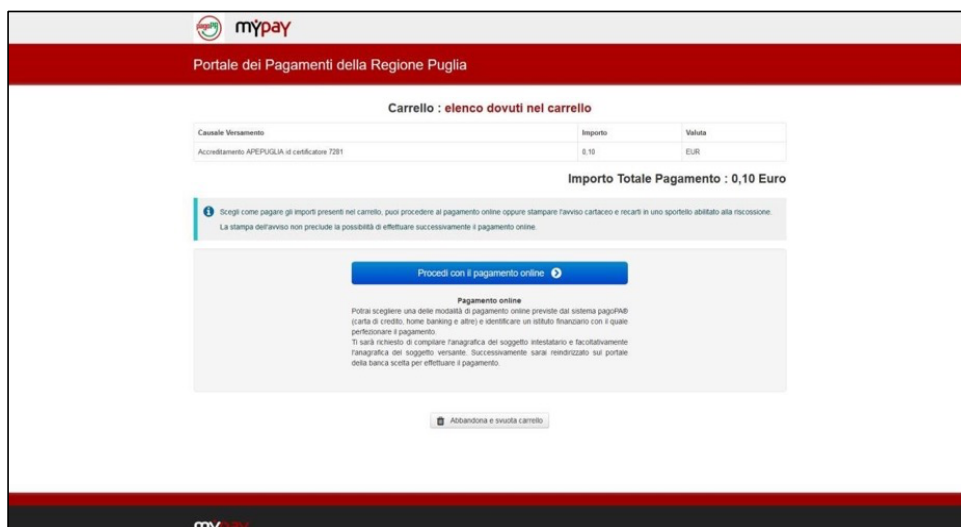 pagoPA mypay
Portale dei Pagamenti della Regione Puglia
Carrello : elenco dovuti nel carrello
Causale Versamento Importo Valuta
Accreditamento APEPUGLIA id certificatore 7281 0,10 EUR
Importo Totale Pagamento : 0,10 Euro
Scegli come pagare gli importi presenti nel carrello, puoi procedere al pagamento online oppure stampare l'avviso cartaceo e recarti in uno sportello abilitato alla riscossione.
La stampa dell'avviso non preclude la possibilità di effettuare successivamente il pagamento online.
Procedi con il pagamento online
Pagamento online
Potrai scegliere una delle modalità di pagamento online previste dal sistema pagoPA®
(carta di credito, home banking e altre) e identificare un istituto finanziario con il quale
perfezionare il pagamento.
Ti sarà richiesto di compilare l'anagrafica del soggetto intestatario e facoltativamente
l'anagrafica del soggetto versante. Successivamente sarai reindirizzato sul portale
della banca scelta per effettuare il pagamento.
Abbandona e svuota carrello
mypay